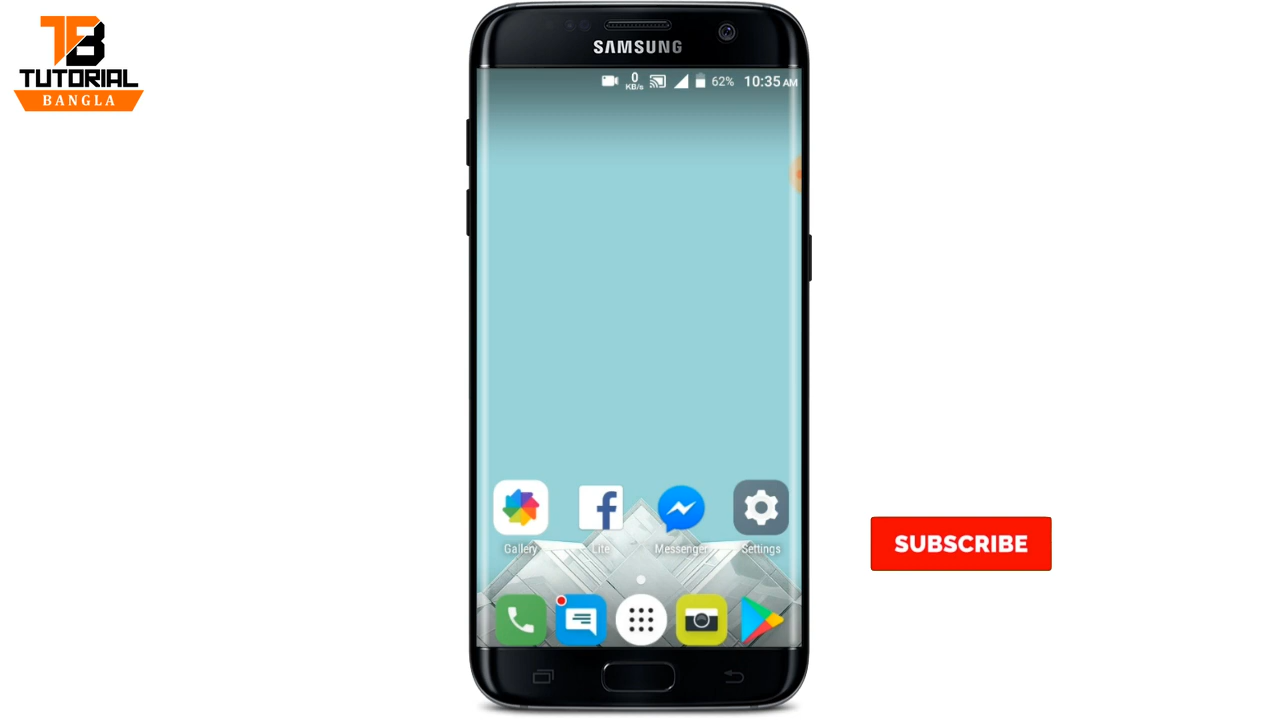 TB
TUTORIAL
BANGLA
SAMSUNG
0
KB/s
62%
10:35 AM
Gallery
Lite
Messenger
Settings
SUBSCRIBE